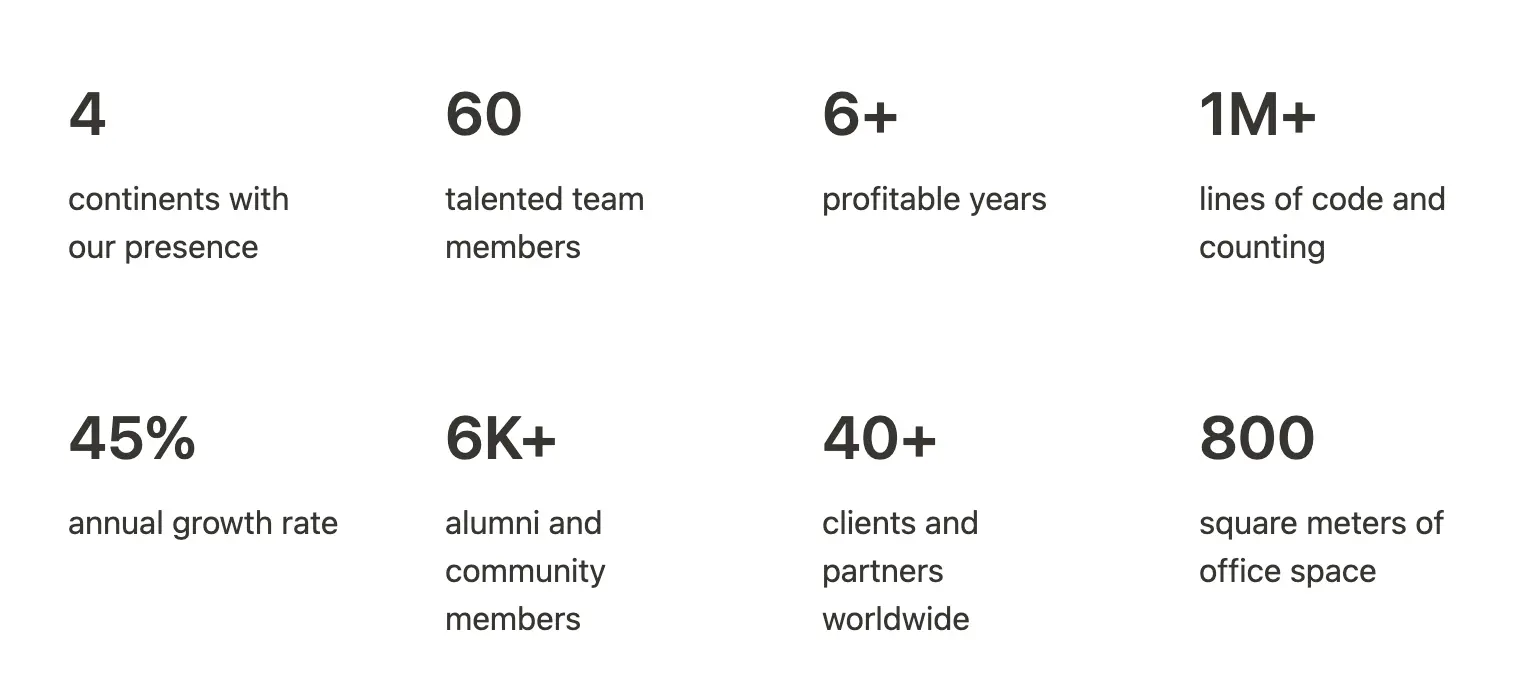 4
continents with
our presence
60
talented team
members
6+
profitable years
1M+
lines of code and
counting
45%
annual growth rate
6K+
alumni and
community
members
40+
clients and
partners
worldwide
800
square meters of
office space